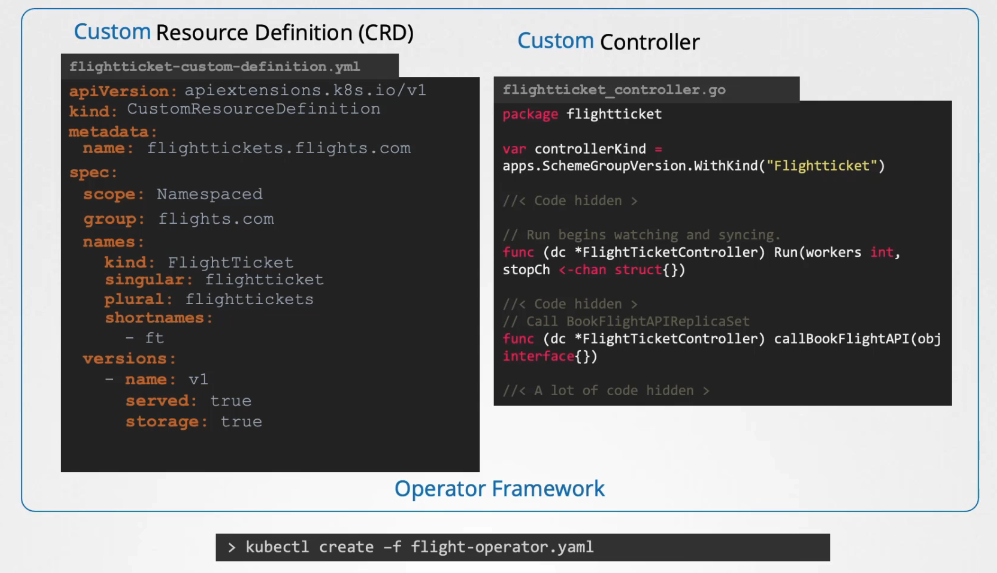 Custom Resource Definition (CRD)
flightticket-custom-definition.yml
apiVersion: apiextensions.k8s.io/v1
kind: CustomResourceDefinition
metadata:
name: flighttickets.flights.com
spec:
scope: Namespaced
group: flights.com
names:
kind: FlightTicket
singular: flightticket
plural: flighttickets
shortnames:
- ft
versions:
- name: v1
served: true
storage: true
Custom Controller
flightticket_controller.go
package flightticket
var controllerKind =
apps.SchemeGroupVersion.WithKind("Flightticket")
//< Code hidden >
// Run begins watching and syncing.
func (dc *FlightTicketController) Run(workers int,
stopCh <-chan struct{})
//< Code hidden >
// Call BookFlightAPIReplicaSet
func (dc *FlightTicketController) callBookFlightAPI(obj
interface{})
//< A lot of code hidden >
Operator Framework
> kubectl create –f flight-operator.yaml